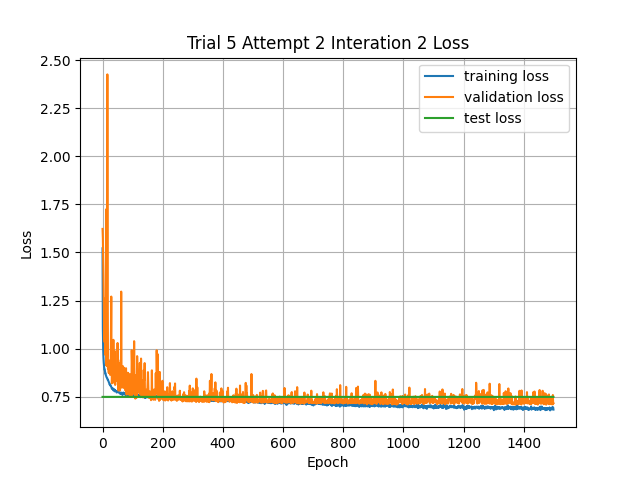 Trial 5 Attempt 2 Interation 2 Loss
2.50
2.25
2.00
1.75
1.50
1.25
1.00
0.75
Loss
training loss
validation loss
test loss
0 200 400 600 800 1000 1200 1400
Epoch